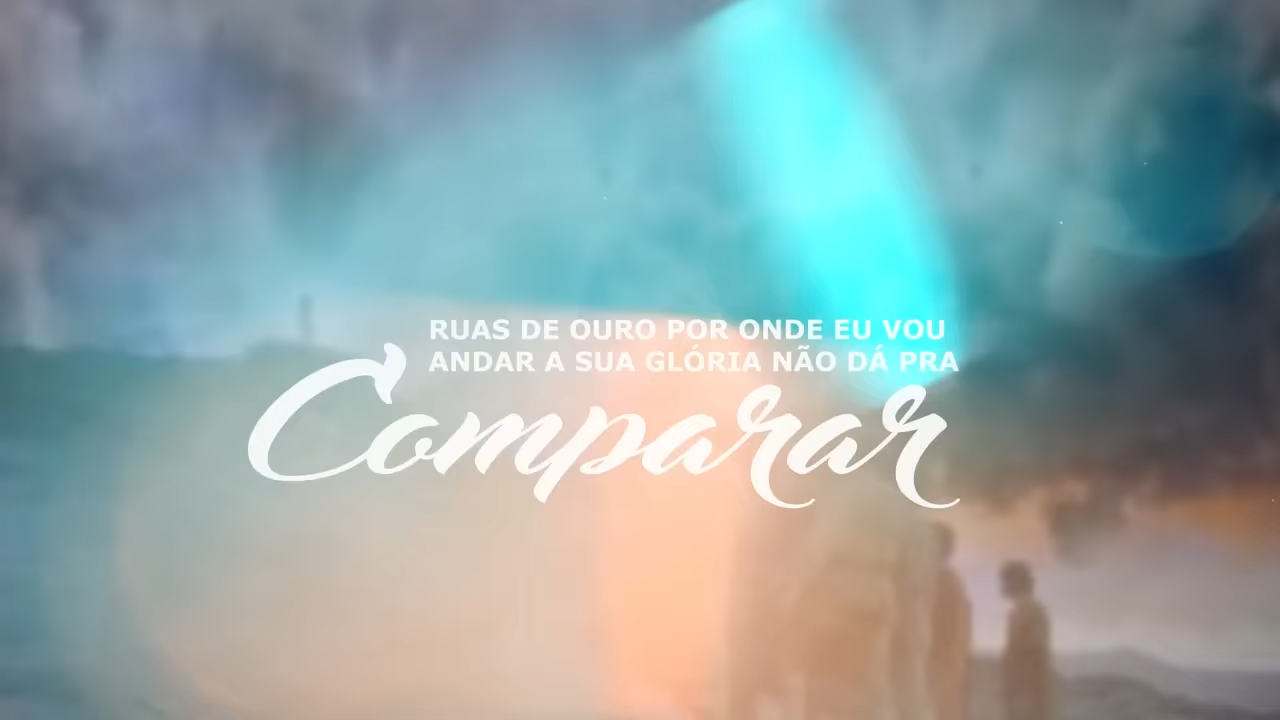 RUAS DE OURO POR ONDE EU VOU
ANDAR A SUA GLÓRIA NÃO DÁ PRA
Comparar